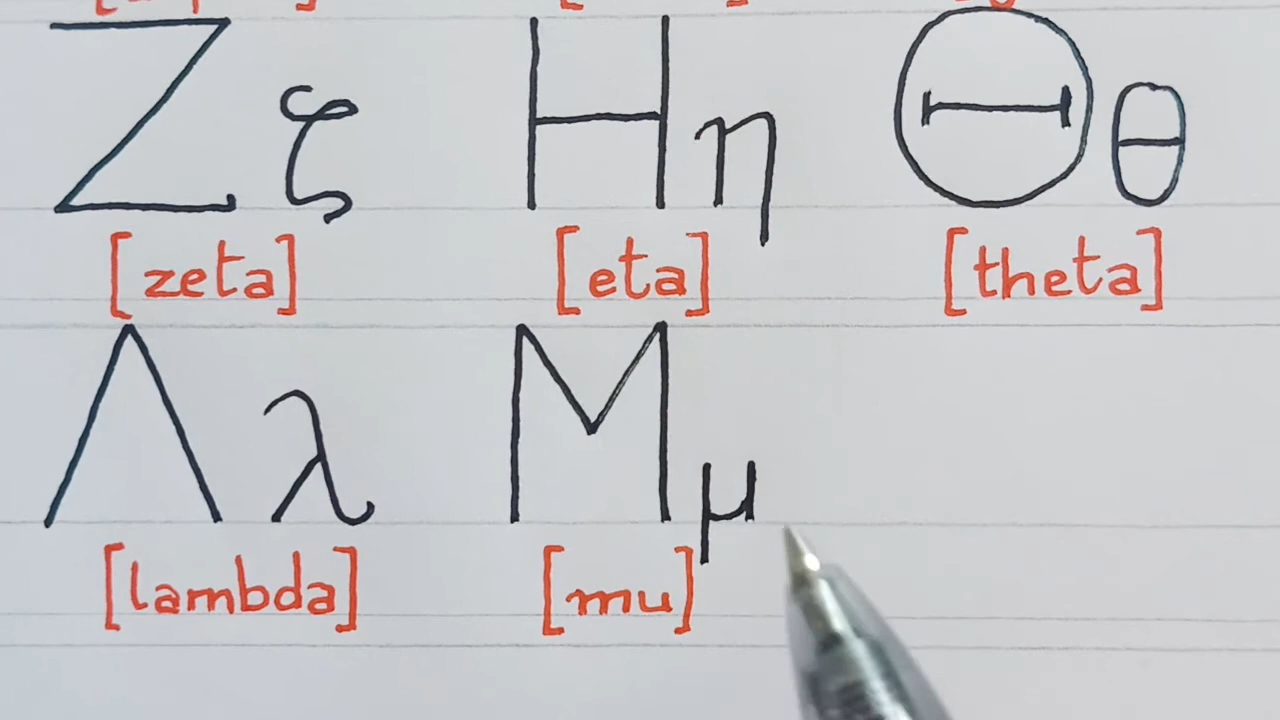 Ζ ζ Η η Θ θ
[zeta] [eta] [theta]
Λ λ Μ μ
[lambda] [mu]